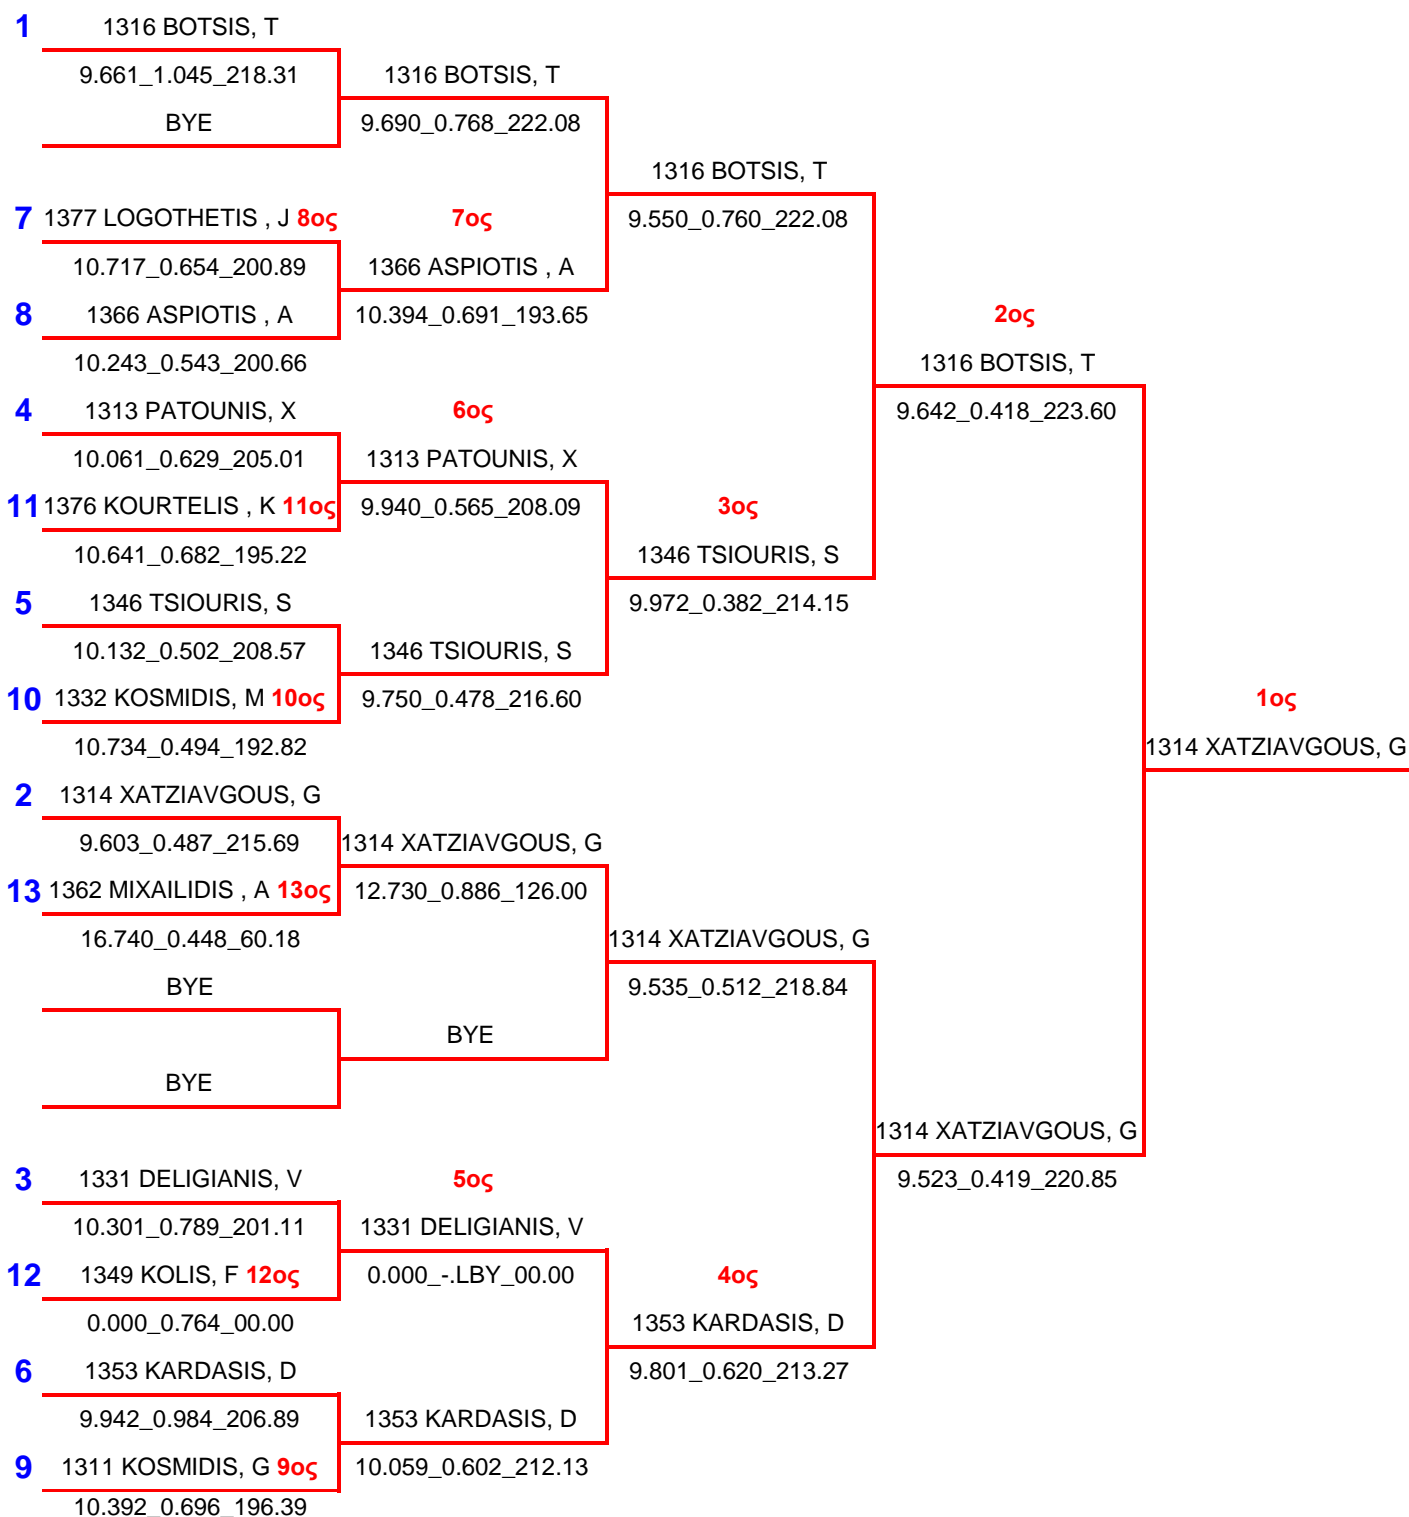 1 1316 BOTSIS, T
9.661_1.045_218.31 1316 BOTSIS, T
BYE 9.690_0.768_222.08
1316 BOTSIS, T
7 1377 LOGOTHETIS , J 8ος 7ος 9.550_0.760_222.08
10.717_0.654_200.89 1366 ASPIOTIS , A
8 1366 ASPIOTIS , A 10.394_0.691_193.65 2ος
10.243_0.543_200.66 1316 BOTSIS, T
4 1313 PATOUNIS, X 6ος 9.642_0.418_223.60
10.061_0.629_205.01 1313 PATOUNIS, X
11 1376 KOURTELIS , K 11ος 9.940_0.565_208.09 3ος
10.641_0.682_195.22 1346 TSIOURIS, S
5 1346 TSIOURIS, S 9.972_0.382_214.15
10.132_0.502_208.57 1346 TSIOURIS, S
10 1332 KOSMIDIS, M 10ος 9.750_0.478_216.60 1ος
10.734_0.494_192.82 1314 XATZIAVGOUS, G
2 1314 XATZIAVGOUS, G
9.603_0.487_215.69 1314 XATZIAVGOUS, G
13 1362 MIXAILIDIS , A 13ος 12.730_0.886_126.00
16.740_0.448_60.18 1314 XATZIAVGOUS, G
BYE 9.535_0.512_218.84
BYE
BYE
1314 XATZIAVGOUS, G
3 1331 DELIGIANIS, V 5ος 9.523_0.419_220.85
10.301_0.789_201.11 1331 DELIGIANIS, V
12 1349 KOLIS, F 12ος 0.000_-.LBY_00.00 4ος
0.000_0.764_00.00 1353 KARDASIS, D
6 1353 KARDASIS, D 9.801_0.620_213.27
9.942_0.984_206.89 1353 KARDASIS, D
9 1311 KOSMIDIS, G 9ος 10.059_0.602_212.13
10.392_0.696_196.39